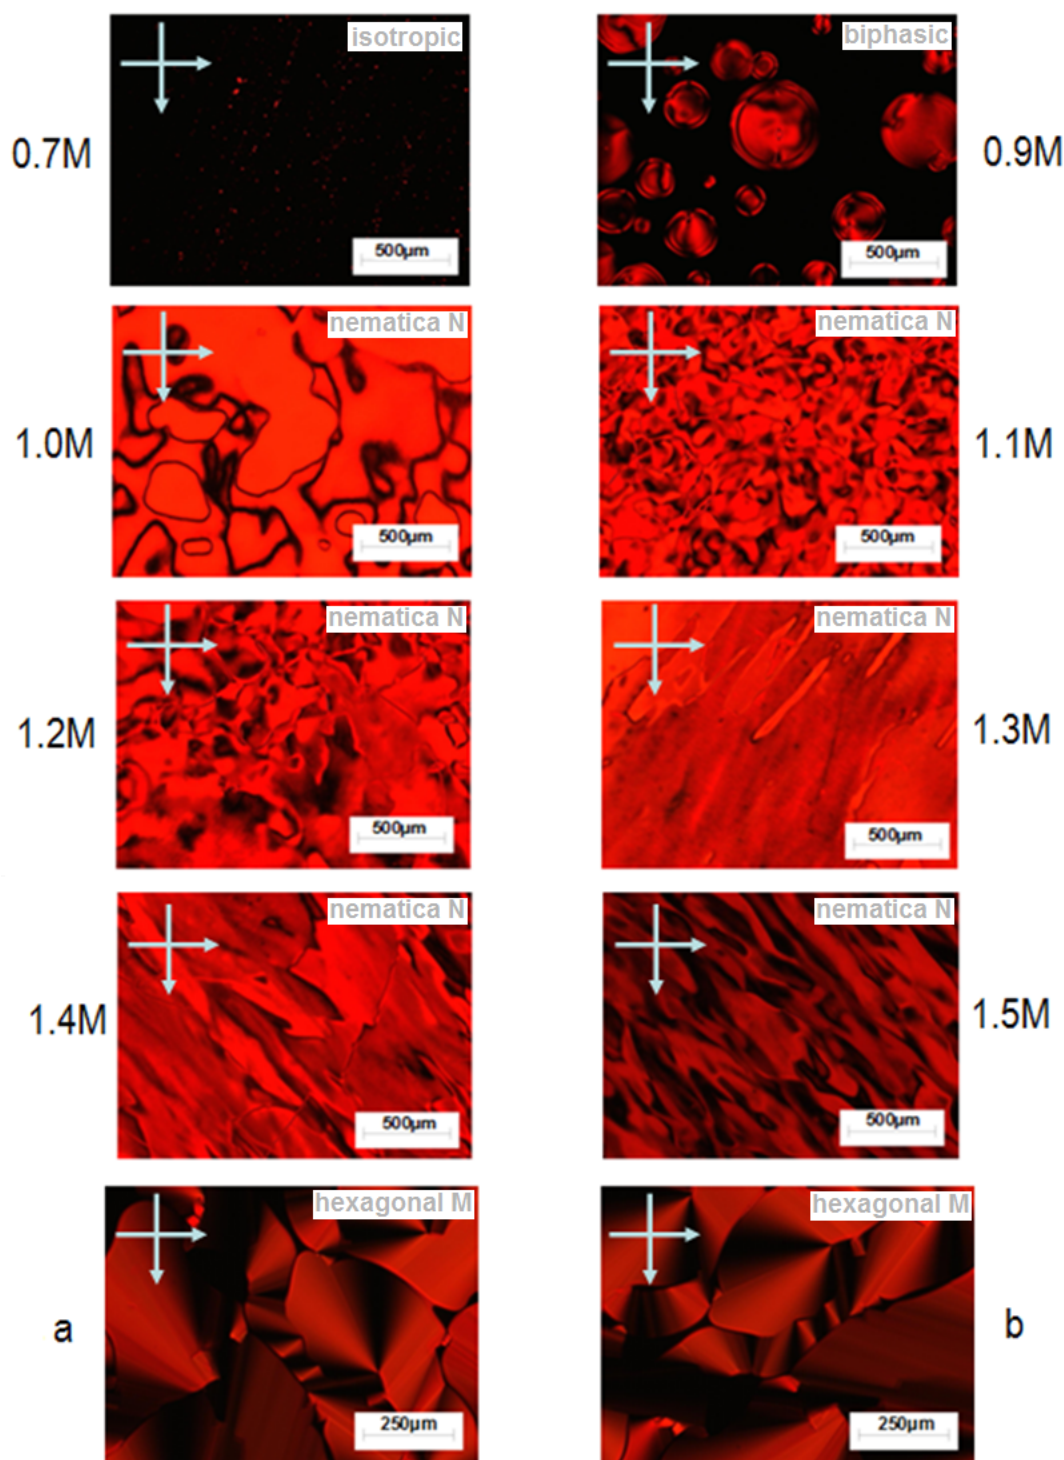 isotropic
biphasic
0.7M
0.9M
500µm
500µm
nematica N
nematica N
1.0M
1.1M
500µm
500µm
nematica N
nematica N
1.2M
1.3M
500µm
500µm
nematica N
nematica N
1.4M
1.5M
500µm
500µm
hexagonal M
hexagonal M
a
b
250µm
250µm